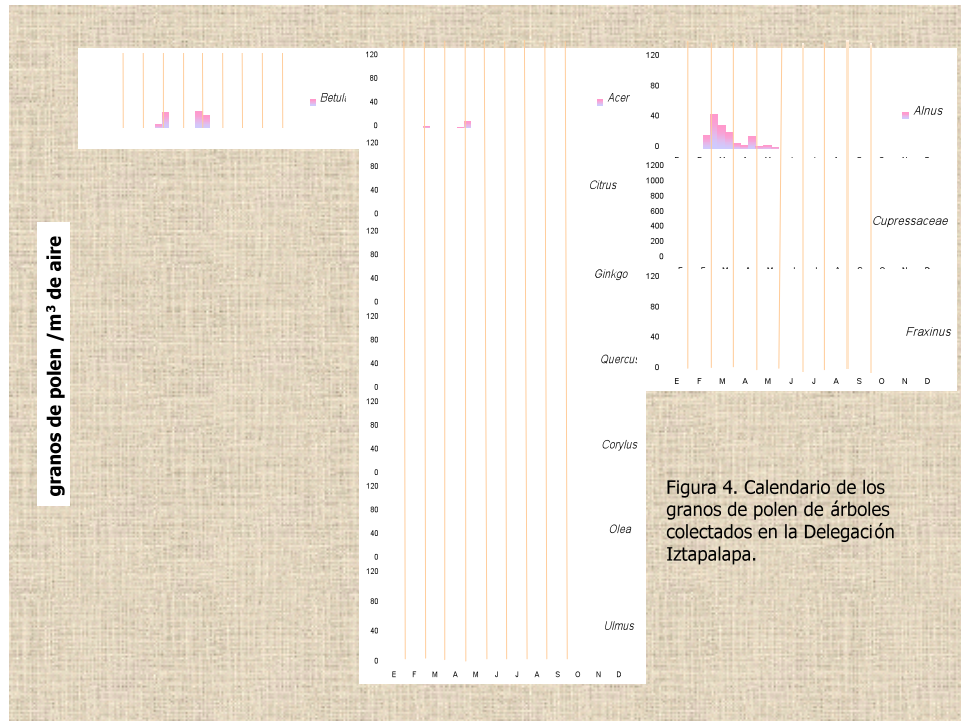 granos de polen /m³ de aire
Betul
120
80
40
0
Acer
120
80
40
0
Citrus
120
80
40
0
Ginkgo
120
80
40
0
Quercus
120
80
40
0
Corylus
120
80
40
0
Olea
120
80
40
0
Ulmus
E F M A M J J A S O N D
120
80
40
0
Alnus
1200
1000
800
600
400
200
0
Cupressaceae
120
80
40
0
Fraxinus
E F M A M J J A S O N D
Figura 4. Calendario de los
granos de polen de árboles
colectados en la Delegación
Iztapalapa.